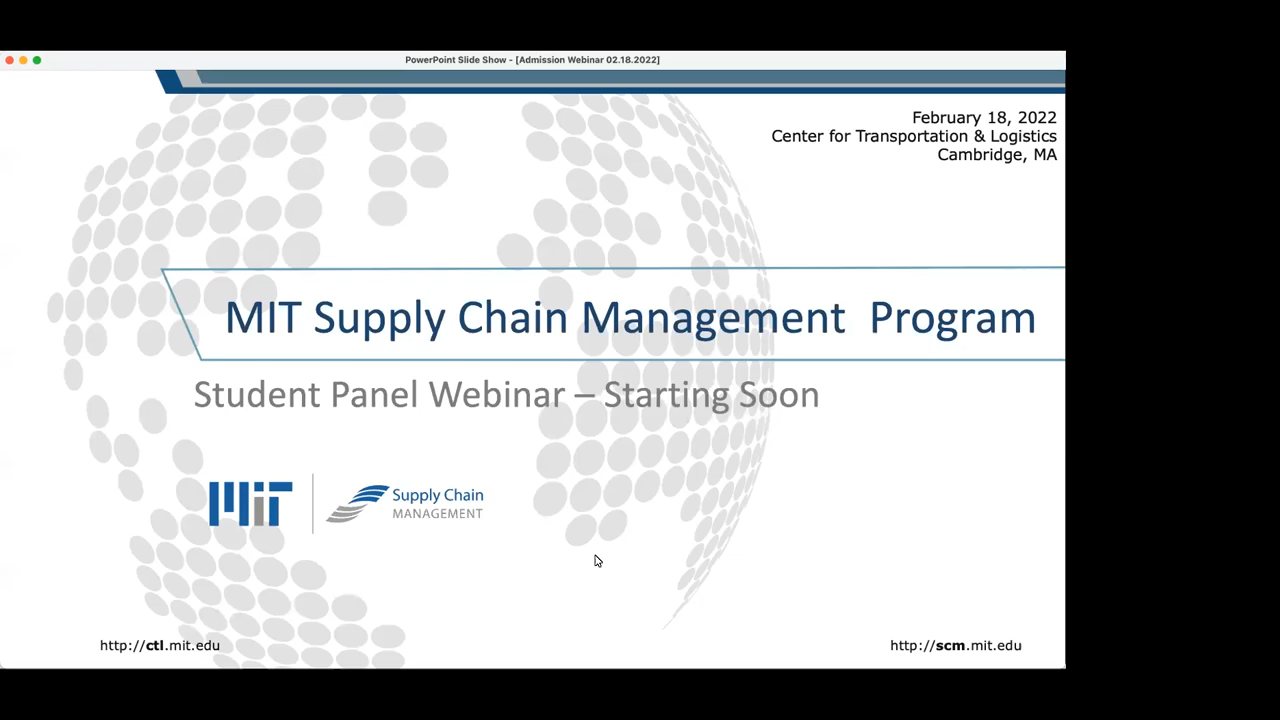 PowerPoint Slide Show - [Admission Webinar 02.18.2022]
February 18, 2022
Center for Transportation & Logistics
Cambridge, MA
MIT Supply Chain Management  Program
Student Panel Webinar – Starting Soon
MIT
Supply Chain
MANAGEMENT
http://ctl.mit.edu
http://scm.mit.edu